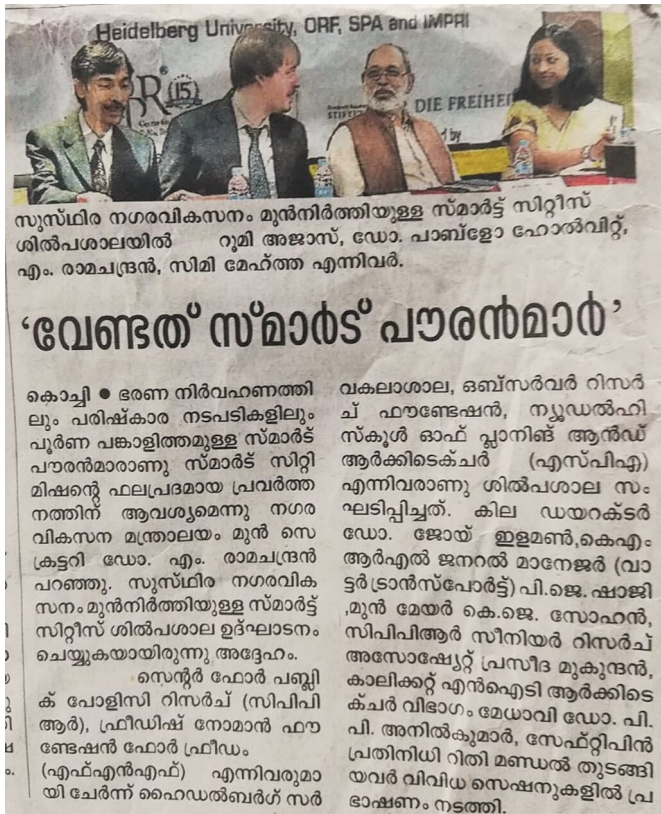 Heidelberg University, ORF, SPA and IMPRI
DR
15
STIF
DIE FREIHEI
d by
സുസ്ഥിര നഗരവികസനം മുൻനിർത്തിയുള്ള സ്മാർട്ട് സിറ്റീസ്
ശിൽപശാലയിൽ റൂമി അജാസ്, ഡോ. പാബ്ളോ ഹോൽവിറ്റ്,
എം. രാമചന്ദ്രൻ, സിമി മേഹ്ത്ത എന്നിവർ.
‘വേണ്ടത് സ്മാർട് പൗരൻമാർ’
കൊച്ചി ● ഭരണ നിർവഹണത്തി
ലും പരിഷ്കാര നടപടികളിലും
പൂർണ പങ്കാളിത്തമുള്ള സ്മാർട്
പൗരൻമാരാണു സ്മാർട് സിറ്റി
മിഷന്റെ ഫലപ്രദമായ പ്രവർത്ത
നത്തിന് ആവശ്യമെന്നു നഗര
വികസന മന്ത്രാലയം മുൻ സെ
ക്രട്ടറി ഡോ. എം. രാമചന്ദ്രൻ
പറഞ്ഞു. സുസ്ഥിര നഗരവിക
സനം മുൻനിർത്തിയുള്ള സ്മാർട്ട്
സിറ്റീസ് ശിൽപശാല ഉദ്ഘാടനം
ചെയ്യുകയായിരുന്നു അദ്ദേഹം.
സെന്റർ ഫോർ പബ്ലി
ക് പോളിസി റിസർച് (സിപിപി
ആർ), ഫ്രീഡിഷ് നോമാൻ ഫൗ
ണ്ടേഷൻ ഫോർ ഫ്രീഡം
(എഫ്എൻഎഫ്) എന്നിവരുമാ
യി ചേർന്ന് ഹൈഡൽബർഗ് സർ
വകലാശാല, ഒബ്സർവർ റിസർ
ച് ഫൗണ്ടേഷൻ, ന്യൂഡൽഹി
സ്കൂൾ ഓഫ് പ്ലാനിങ് ആൻഡ്
ആർക്കിടെക്ചർ (എസ്പിഎ)
എന്നിവരാണു ശിൽപശാല സം
ഘടിപ്പിച്ചത്. കില ഡയറക്ടർ
ഡോ. ജോയ് ഇളമൺ,കെഎം
ആർഎൽ ജനറൽ മാനേജർ (വാ
ട്ടർ ട്രാൻസ്പോർട്ട്) പി.ജെ. ഷാജി
,മുൻ മേയർ കെ.ജെ. സോഹൻ,
സിപിപിആർ സീനിയർ റിസർച്
അസോഷ്യേറ്റ് പ്രസീദ മുകുന്ദൻ,
കാലിക്കറ്റ് എൻഐടി ആർക്കിടെ
ക്ചർ വിഭാഗം മേധാവി ഡോ. പി.
പി. അനിൽകുമാർ, സേഫ്റ്റിപിൻ
പ്രതിനിധി റിതി മണ്ഡൽ തുടങ്ങി
യവർ വിവിധ സെഷനുകളിൽ പ്ര
ഭാഷണം നടത്തി.